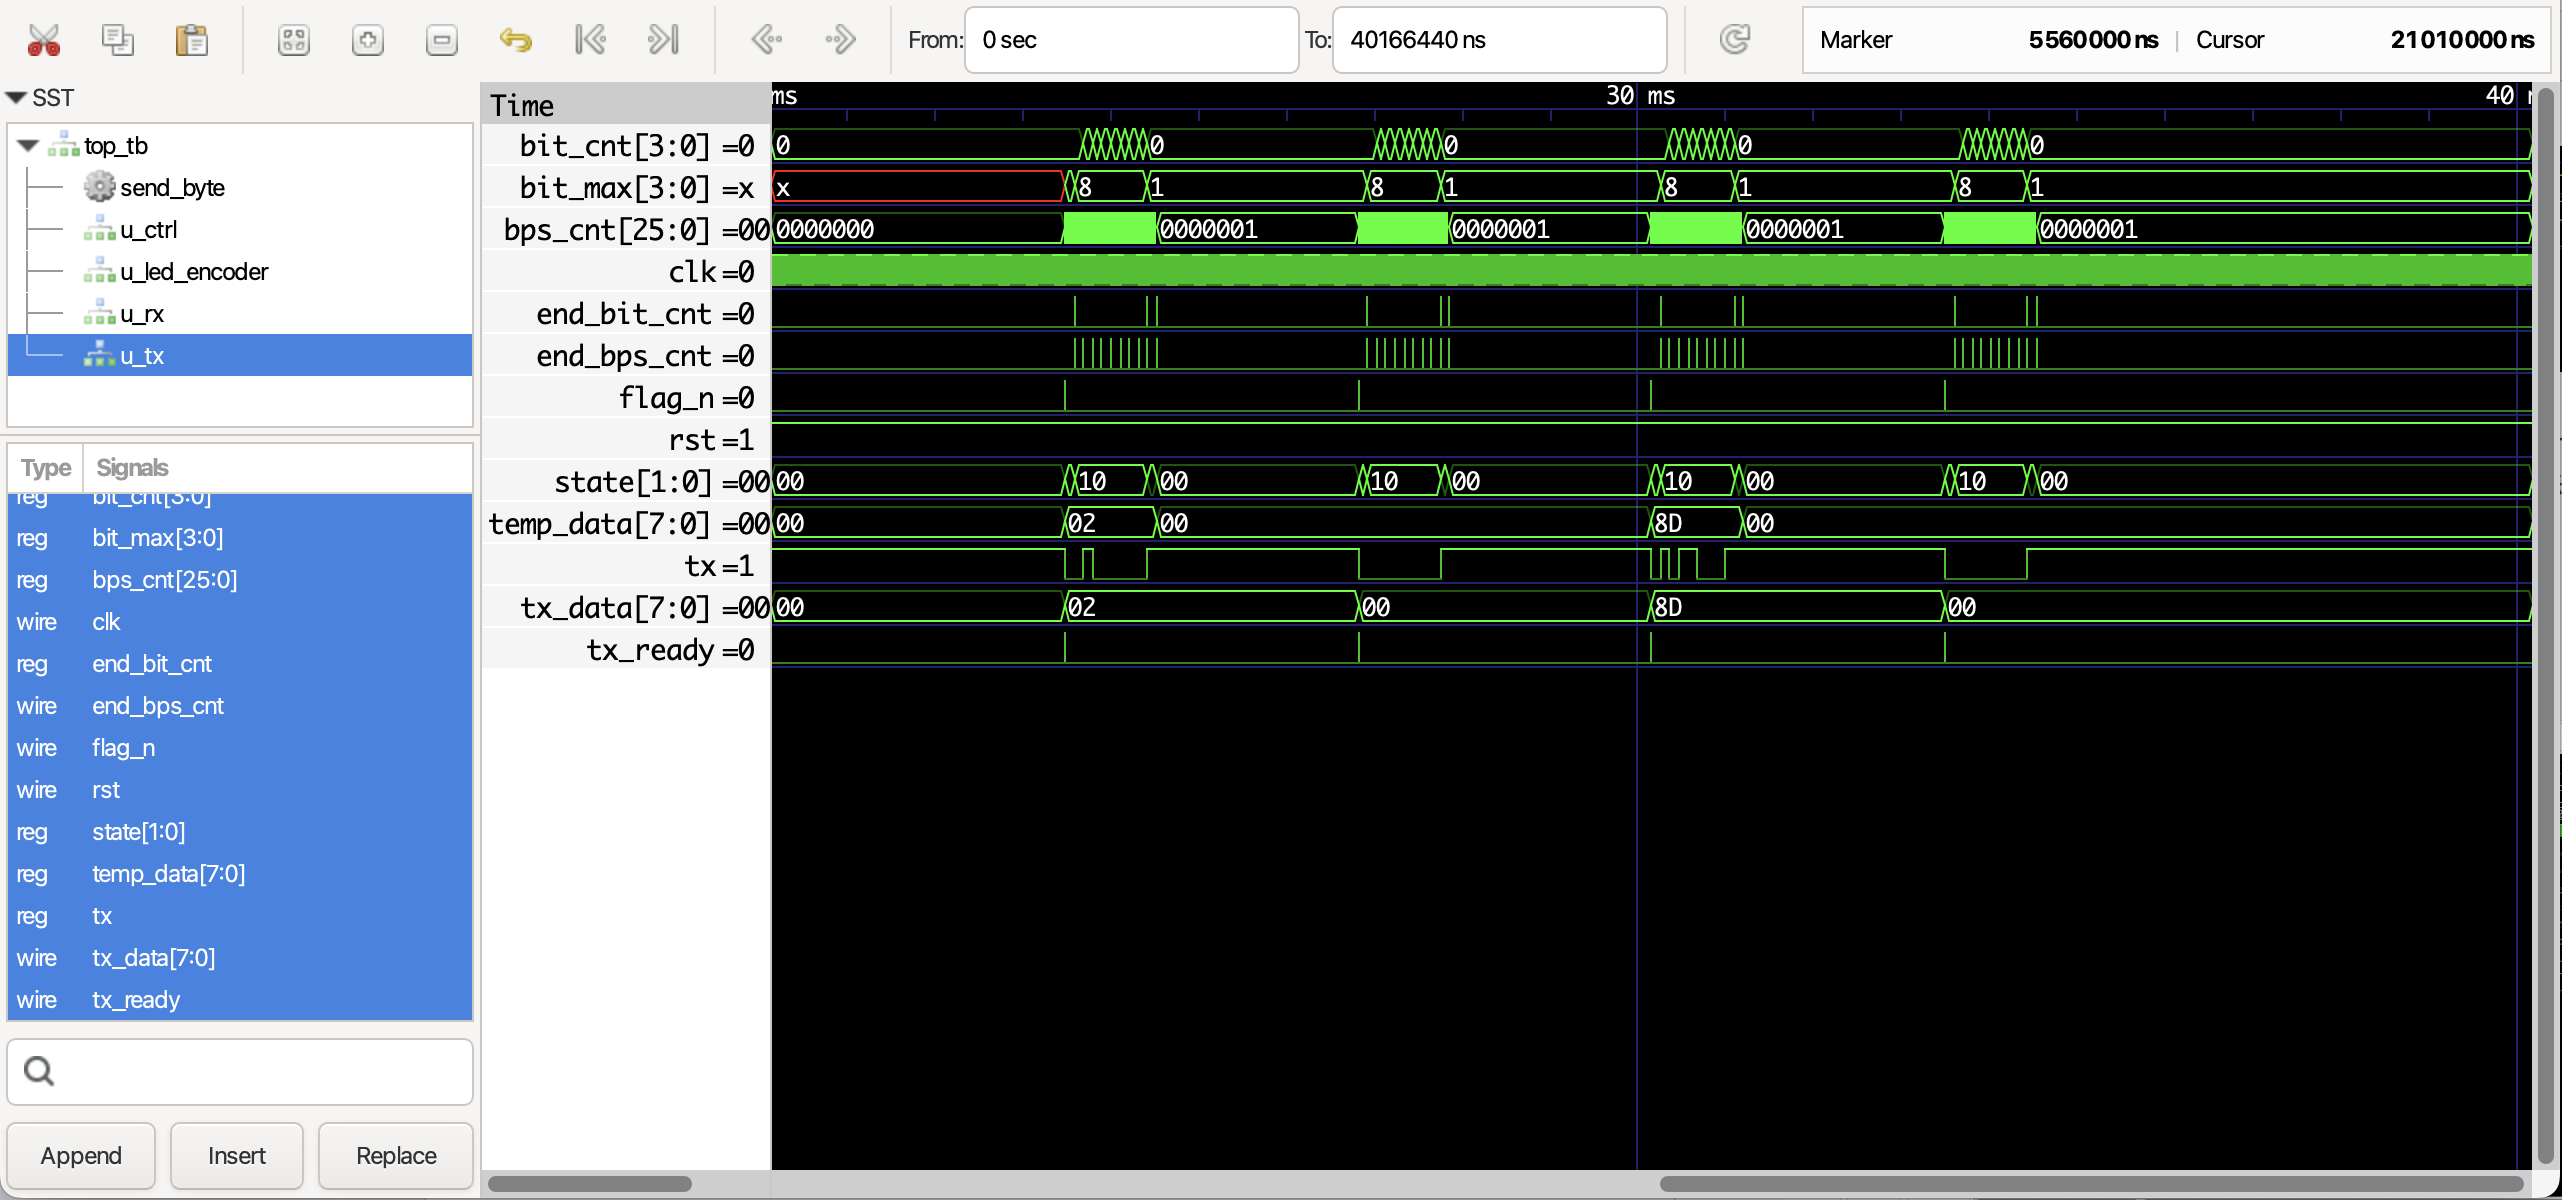 From: 0 sec To: 40166440 ns Marker 5560000 ns | Cursor 21010000 ns
SST
top_tb
send_byte
u_ctrl
u_led_encoder
u_rx
u_tx
Type Signals
reg bit_cnt[3:0]
reg bit_max[3:0]
reg bps_cnt[25:0]
wire clk
reg end_bit_cnt
wire end_bps_cnt
wire flag_n
wire rst
reg state[1:0]
reg temp_data[7:0]
reg tx
wire tx_data[7:0]
wire tx_ready
Append Insert Replace
Time ms 30 ms 40
bit_cnt[3:0] =0 0 0 0 0 0
bit_max[3:0] =x x 8 1 8 1 8 1 8 1
bps_cnt[25:0] =00 0000000 0000001 0000001 0000001 0000001
clk =0
end_bit_cnt =0
end_bps_cnt =0
flag_n =0
rst =1
state[1:0] =00 00 10 00 10 00 10 00 10 00
temp_data[7:0] =00 00 02 00 8D 00
tx =1
tx_data[7:0] =00 00 02 00 8D 00
tx_ready =0